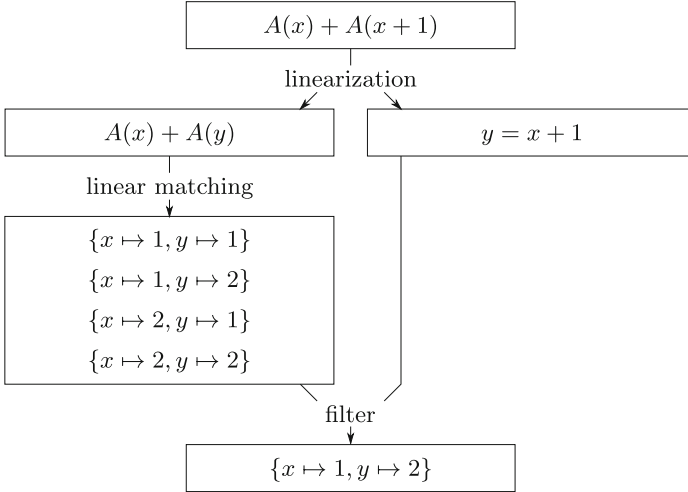 A(x) + A(x + 1)
linearization
A(x) + A(y)
y = x + 1
linear matching
{x ↦ 1, y ↦ 1}
{x ↦ 1, y ↦ 2}
{x ↦ 2, y ↦ 1}
{x ↦ 2, y ↦ 2}
filter
{x ↦ 1, y ↦ 2}